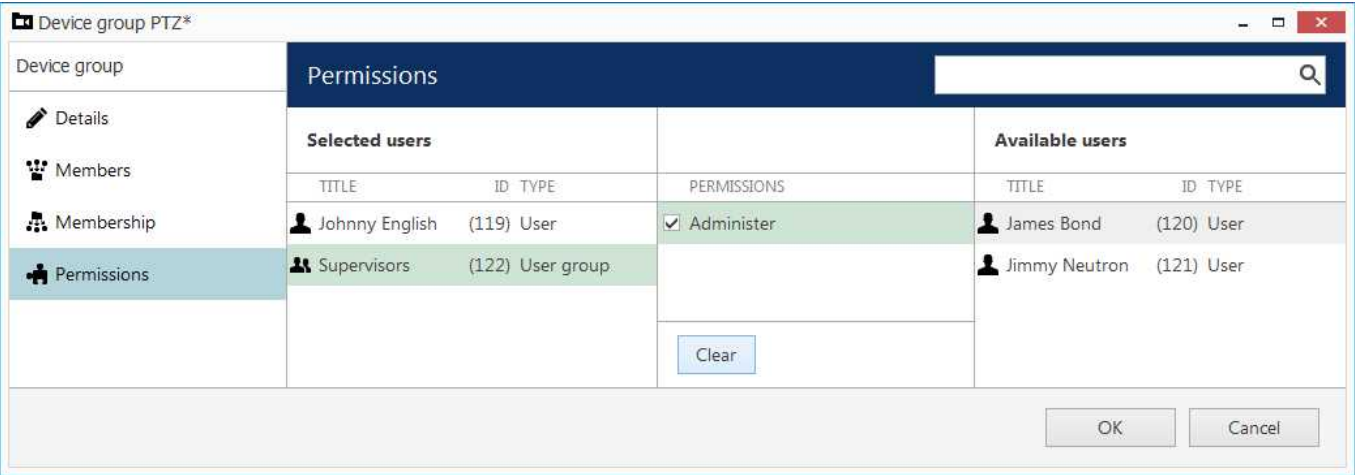 Device group PTZ*
Device group
Permissions
Details
Members
Membership
Permissions
Selected users
Available users
TITLE ID TYPE
PERMISSIONS
TITLE ID TYPE
Johnny English (119) User
Administer
James Bond (120) User
Supervisors (122) User group
Jimmy Neutron (121) User
Clear
OK
Cancel